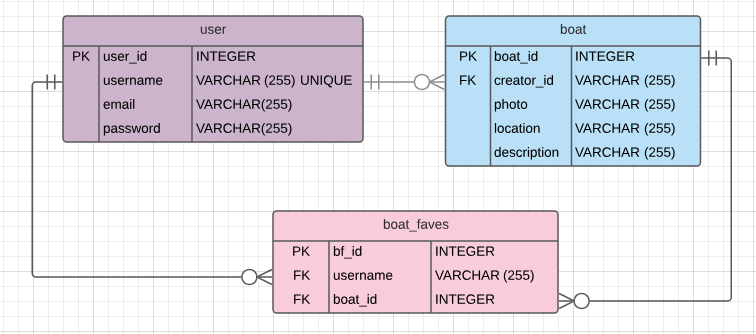 user
PK user_id INTEGER
username VARCHAR (255) UNIQUE
email VARCHAR(255)
password VARCHAR(255)
boat
PK boat_id INTEGER
FK creator_id VARCHAR (255)
photo VARCHAR (255)
location VARCHAR (255)
description VARCHAR (255)
boat_faves
PK bf_id INTEGER
FK username VARCHAR (255)
FK boat_id INTEGER